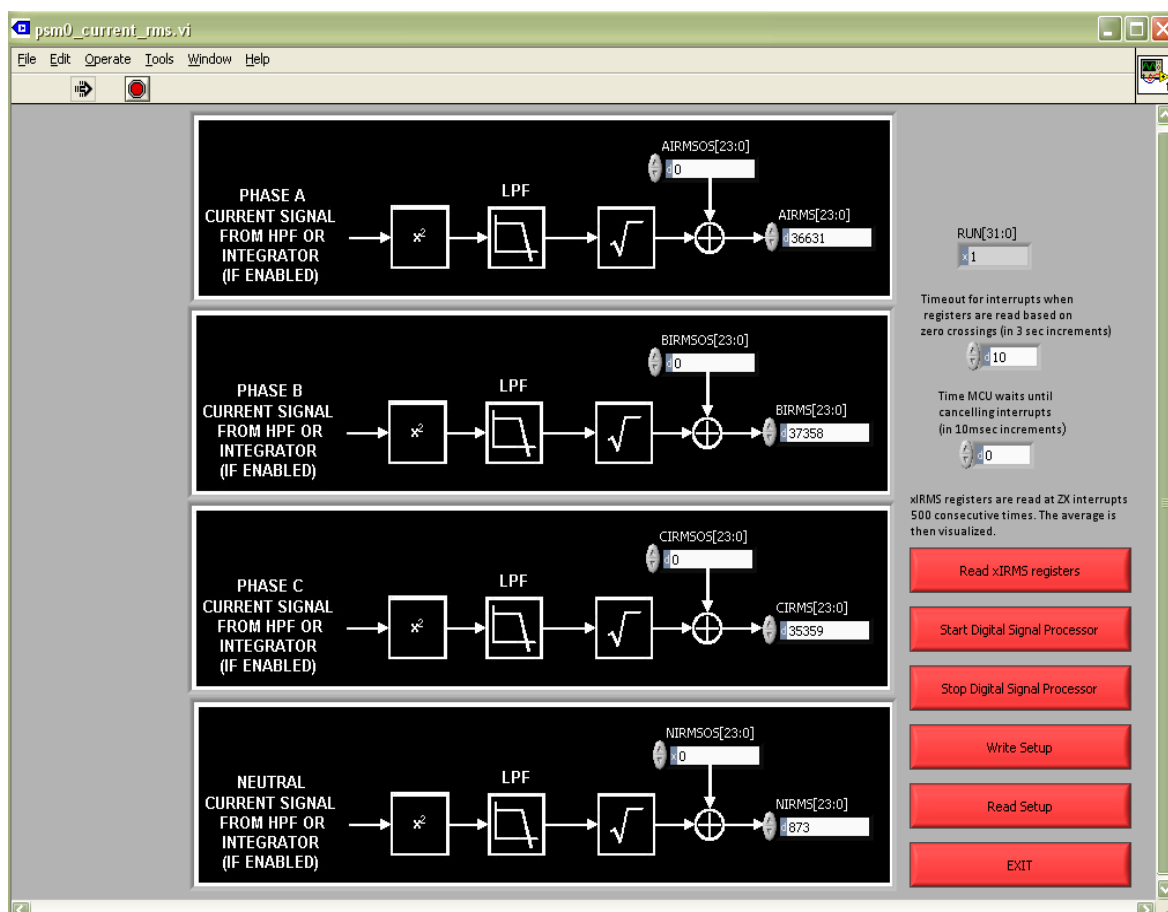 psm0_current_rms.vi
File Edit Operate Tools Window Help
AIRMSOS[23:0]
d 0
PHASE A
CURRENT SIGNAL
FROM HPF OR
INTEGRATOR
(IF ENABLED)
x²
LPF
√
AIRMS[23:0]
d 36631
BIRMSOS[23:0]
d 0
PHASE B
CURRENT SIGNAL
FROM HPF OR
INTEGRATOR
(IF ENABLED)
x²
LPF
√
BIRMS[23:0]
d 37358
CIRMSOS[23:0]
d 0
PHASE C
CURRENT SIGNAL
FROM HPF OR
INTEGRATOR
(IF ENABLED)
x²
LPF
√
CIRMS[23:0]
d 35359
NIRMSOS[23:0]
x 0
NEUTRAL
CURRENT SIGNAL
FROM HPF OR
INTEGRATOR
(IF ENABLED)
x²
LPF
√
NIRMS[23:0]
d 873
RUN[31:0]
x 1
Timeout for interrupts when
registers are read based on
zero crossings (in 3 sec increments)
d 10
Time MCU waits until
cancelling interrupts
(in 10msec increments)
d 0
xIRMS registers are read at ZX interrupts
500 consecutive times. The average is
then visualized.
Read xIRMS registers
Start Digital Signal Processor
Stop Digital Signal Processor
Write Setup
Read Setup
EXIT